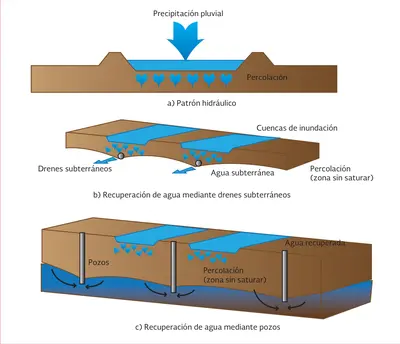 Precipitación pluvial
Percolación
a) Patrón hidráulico
Cuencas de inundación
Drenes subterráneos
Agua subterránea
Percolación
(zona sin saturar)
b) Recuperación de agua mediante drenes subterráneos
Agua recuperada
Pozos
Percolación
(zona sin saturar)
c) Recuperación de agua mediante pozos